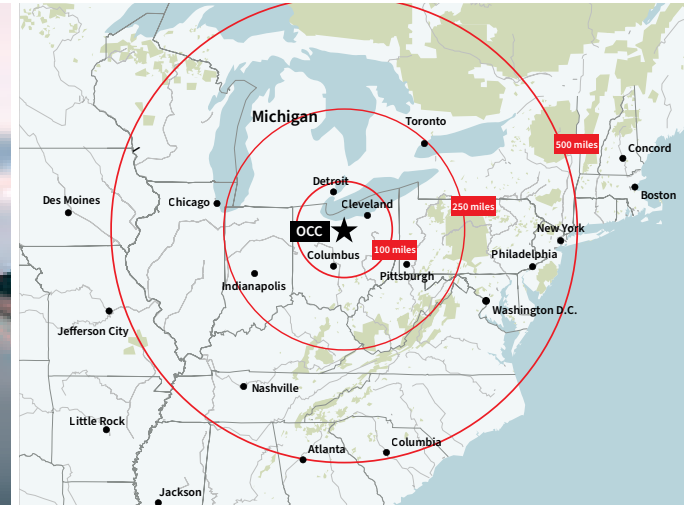 Michigan
Toronto
500 miles
Concord
Detroit
Boston
Des Moines
Chicago
Cleveland
250 miles
OCC
New York
100 miles
Columbus
Philadelphia
Pittsburgh
Indianapolis
Washington D.C.
Jefferson City
Nashville
Little Rock
Columbia
Atlanta
Jackson